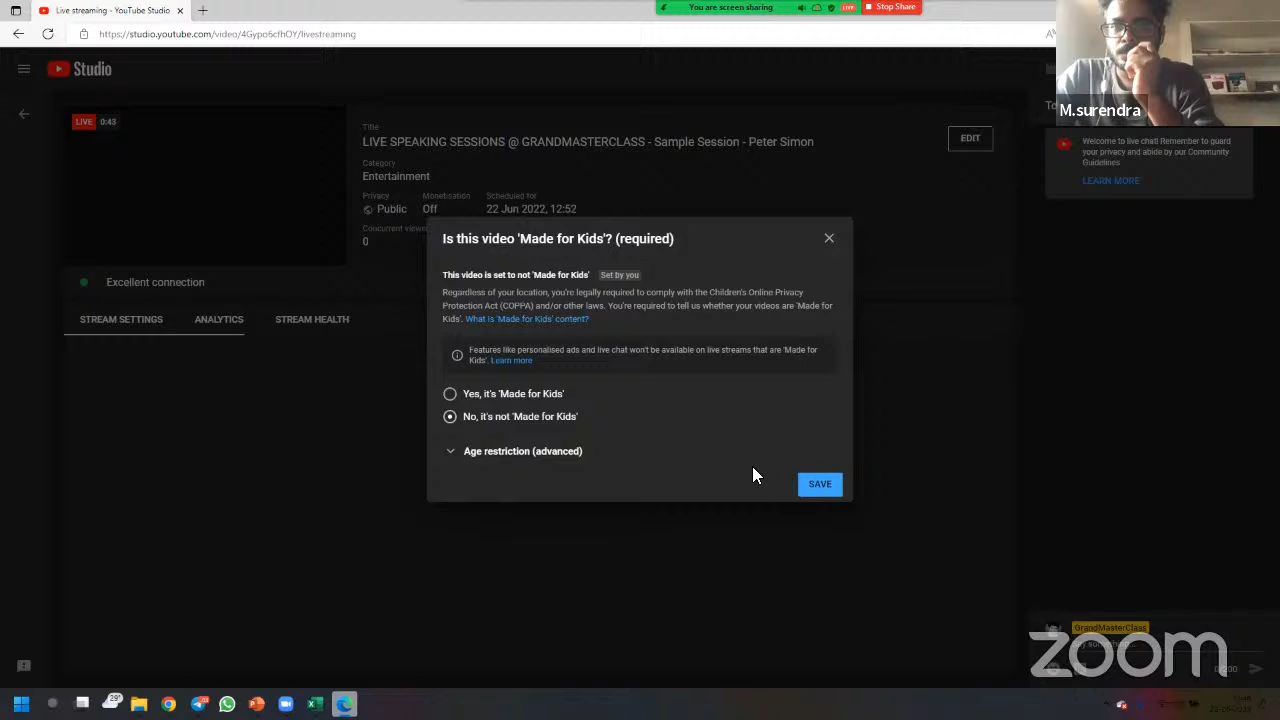 Live streaming - YouTube Studio
You are screen sharing
LIVE
Stop Share
https://studio.youtube.com/video/4Gypo6cfhOY/livestreaming
Studio
M.surendra
LIVE 0:43
Title
LIVE SPEAKING SESSIONS @ GRANDMASTERCLASS - Sample Session - Peter Simon
EDIT
Category
Entertainment
Privacy Monetisation Scheduled for
Public Off 22 Jun 2022, 12:52
Concurrent viewe
0
Welcome to live chat! Remember to guard
your privacy and abide by our Community
Guidelines
LEARN MORE
Is this video 'Made for Kids'? (required)
This video is set to not 'Made for Kids' Set by you
Regardless of your location, you're legally required to comply with the Children's Online Privacy
Protection Act (COPPA) and/or other laws. You're required to tell us whether your videos are 'Made for
Kids'. What is 'Made for Kids' content?
Features like personalised ads and live chat won't be available on live streams that are 'Made for
Kids'. Learn more
Yes, it's 'Made for Kids'
No, it's not 'Made for Kids'
Age restriction (advanced)
SAVE
Excellent connection
STREAM SETTINGS ANALYTICS STREAM HEALTH
GrandMasterClass
0/200
zoom
29°